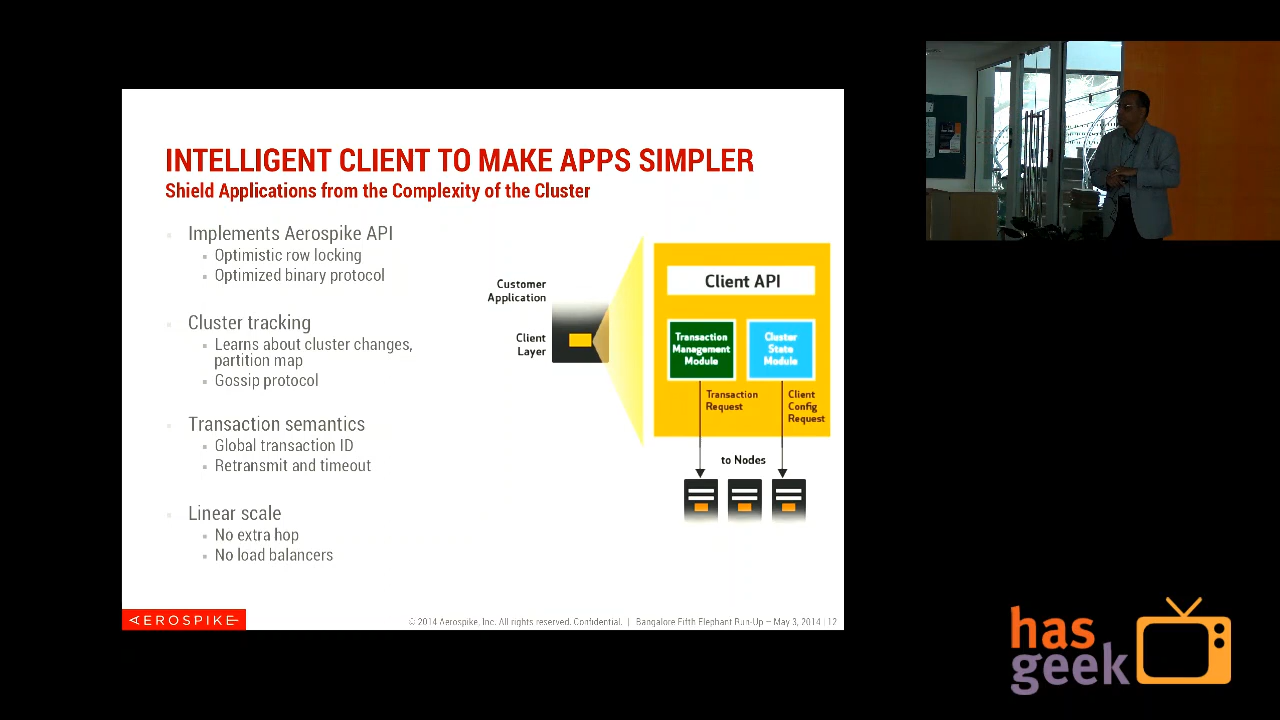 INTELLIGENT CLIENT TO MAKE APPS SIMPLER
Shield Applications from the Complexity of the Cluster
Implements Aerospike API
Optimistic row locking
Optimized binary protocol
Cluster tracking
Learns about cluster changes,
partition map
Gossip protocol
Transaction semantics
Global transaction ID
Retransmit and timeout
Linear scale
No extra hop
No load balancers
Customer
Application
Client
Layer
Client API
Transaction
Management
Module
Cluster
State
Module
Transaction
Request
Client
Config
Request
to Nodes
AEROSPIKE
© 2014 Aerospike, Inc. All rights reserved. Confidential. | Bangalore Fifth Elephant Run-Up – May 3, 2014 | 12
has
geek